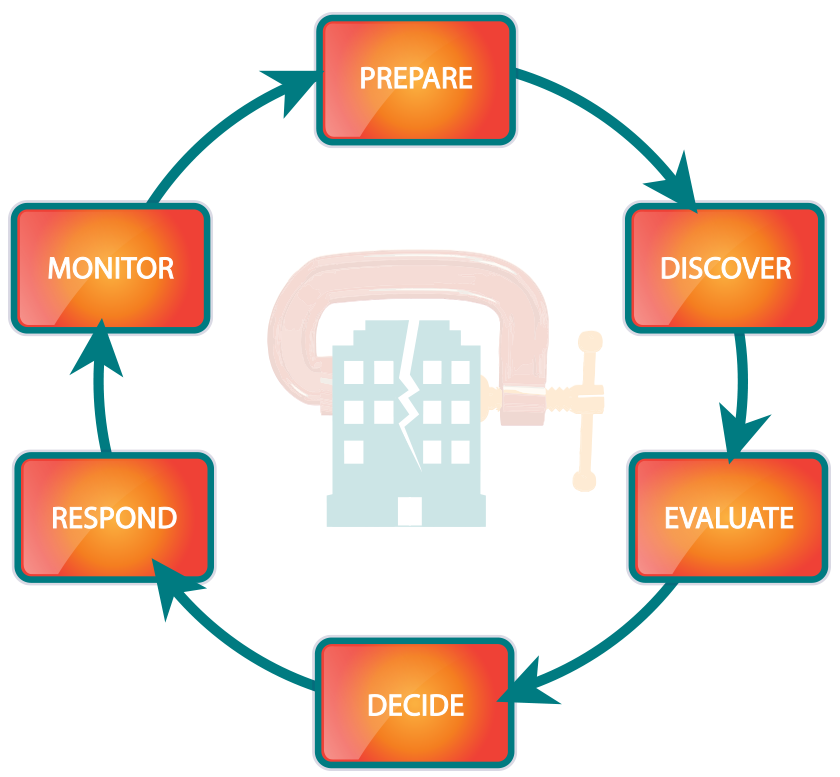 PREPARE
DISCOVER
EVALUATE
DECIDE
RESPOND
MONITOR